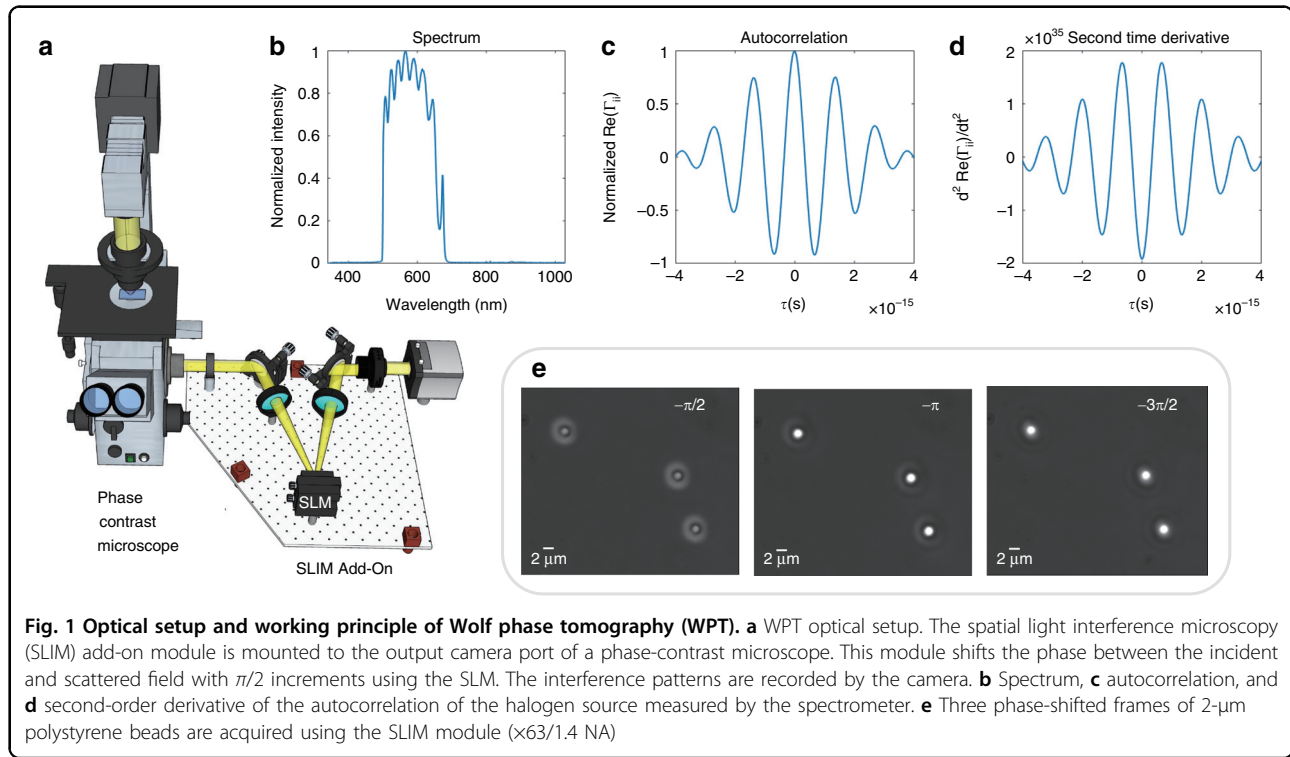 a
Phase
contrast
microscope
SLM
SLIM Add-On
b
Spectrum
Normalized intensity
1
0.8
0.6
0.4
0.2
0
400
600
800
1000
Wavelength (nm)
c
Autocorrelation
Normalized Re(Γii)
1
0.5
0
−0.5
−1
−4
−2
0
2
4
τ(s)
×10−15
d
×10^35 Second time derivative
d2 Re(Γii)/dt2
2
1
0
−1
−2
−4
−2
0
2
4
τ(s)
×10−15
e
−π/2
2 μm
−π
2 μm
−3π/2
2 μm
Fig. 1 Optical setup and working principle of Wolf phase tomography (WPT). a WPT optical setup. The spatial light interference microscopy
(SLIM) add-on module is mounted to the output camera port of a phase-contrast microscope. This module shifts the phase between the incident
and scattered field with π/2 increments using the SLM. The interference patterns are recorded by the camera. b Spectrum, c autocorrelation, and
d second-order derivative of the autocorrelation of the halogen source measured by the spectrometer. e Three phase-shifted frames of 2-μm
polystyrene beads are acquired using the SLIM module (×63/1.4 NA)